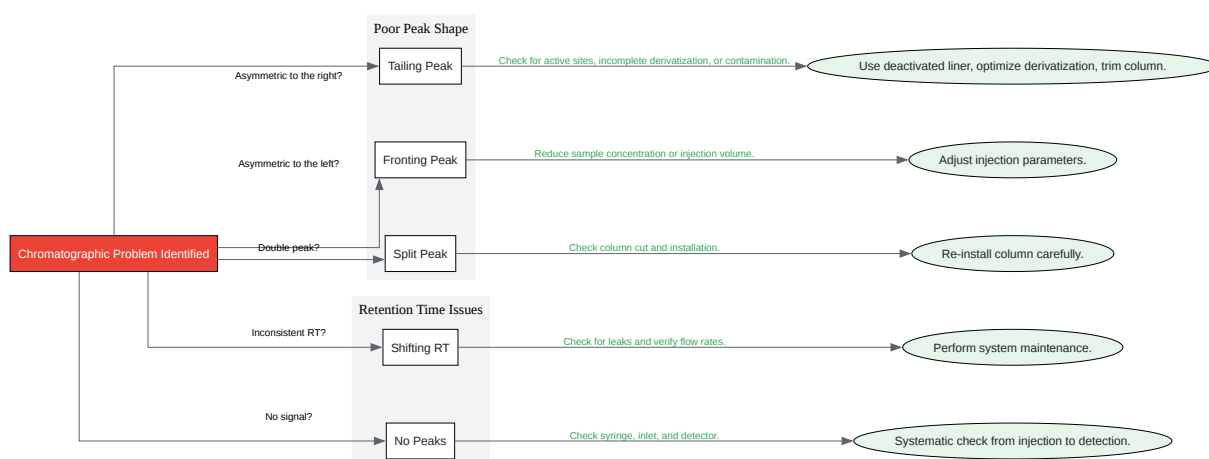 Poor Peak Shape
Asymmetric to the right?
Tailing Peak
Check for active sites, incomplete derivatization, or contamination.
Use deactivated liner, optimize derivatization, trim column.
Asymmetric to the left?
Fronting Peak
Reduce sample concentration or injection volume.
Adjust injection parameters.
Chromatographic Problem Identified
Double peak?
Split Peak
Check column cut and installation.
Re-install column carefully.
Retention Time Issues
Inconsistent RT?
Shifting RT
Check for leaks and verify flow rates.
Perform system maintenance.
No signal?
No Peaks
Check syringe, inlet, and detector.
Systematic check from injection to detection.